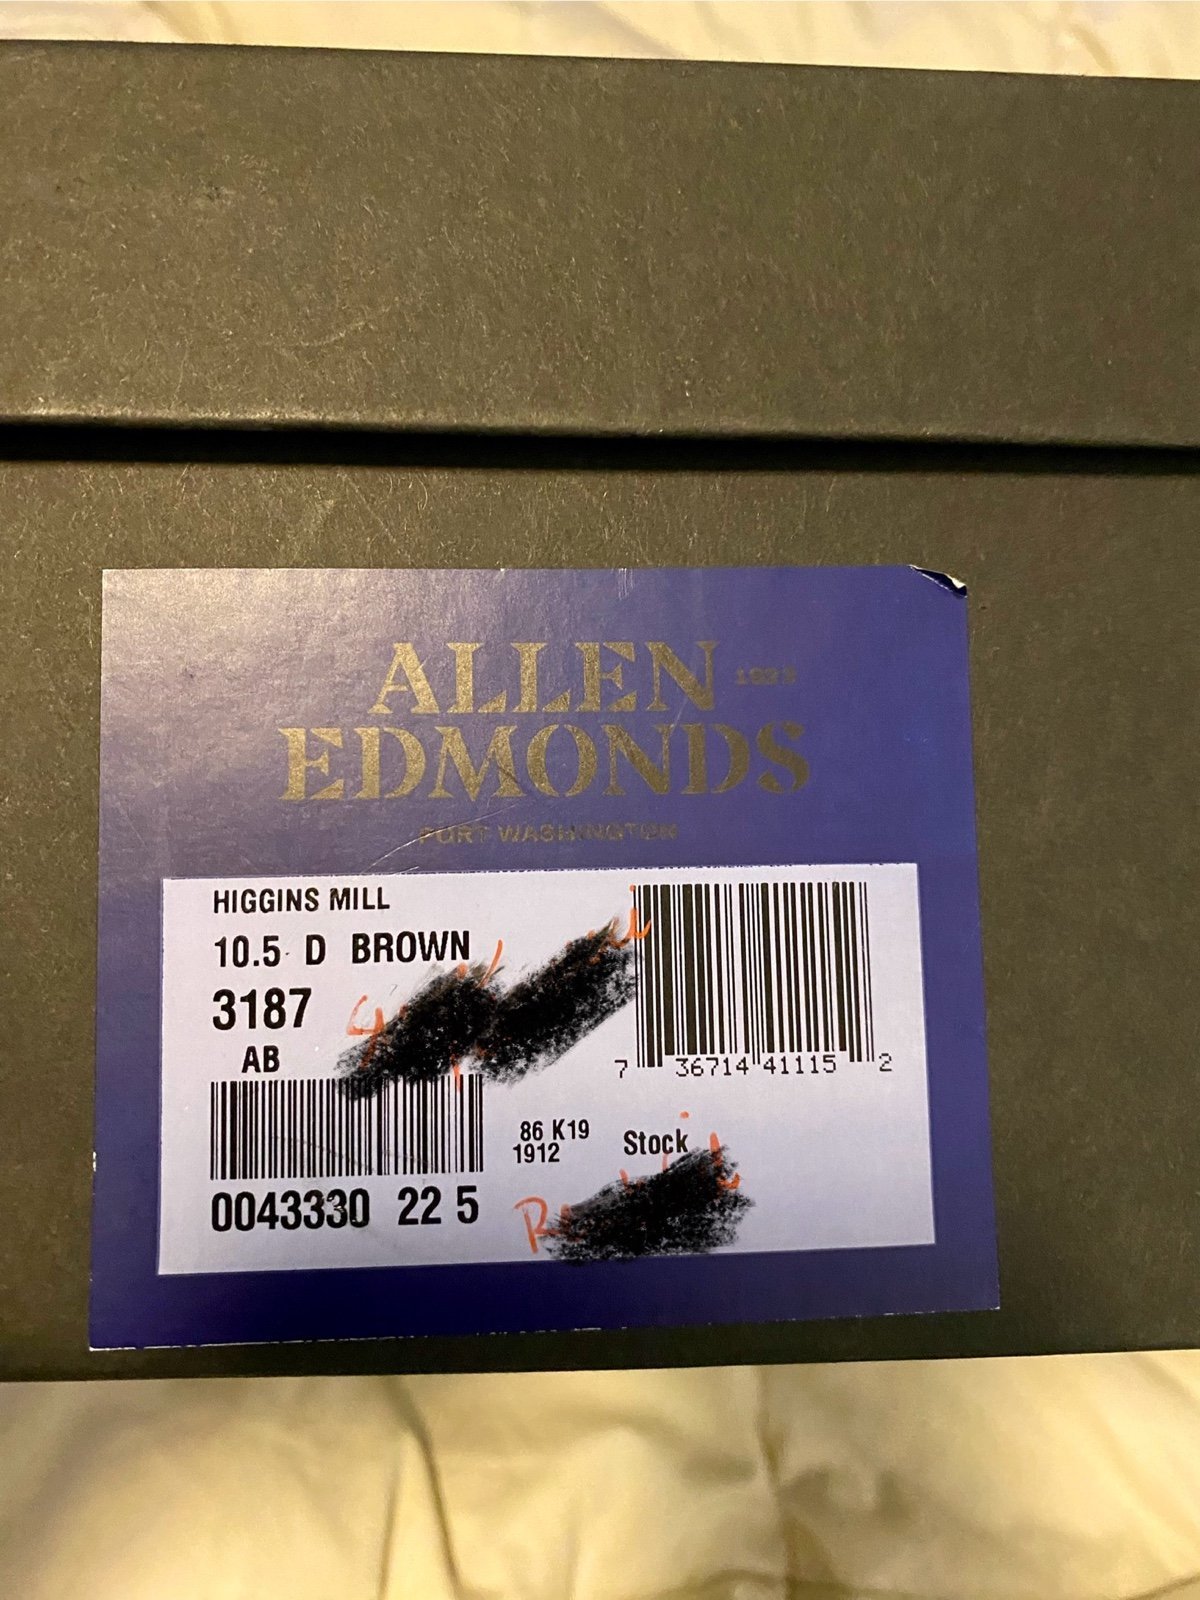 ALLEN 1922
EDMONDS
PORT WASHINGTON
HIGGINS MILL
10.5 D BROWN
3187
AB
7 36714 41115 2
86 K19
1912
Stock
0043330 22 5